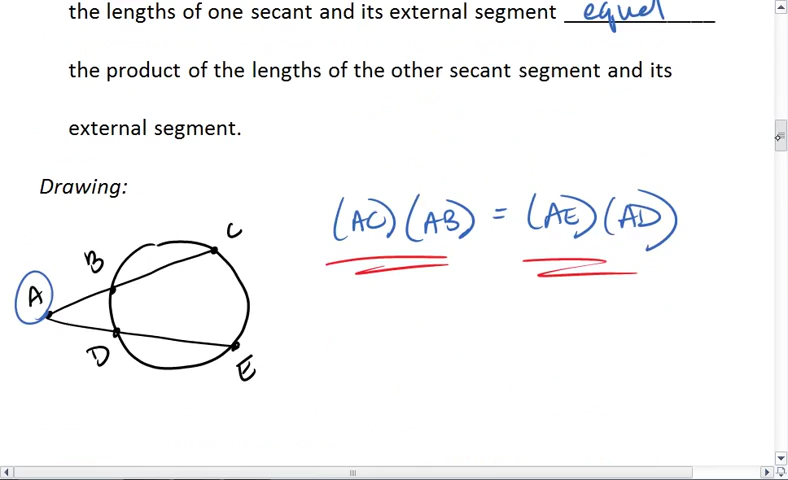 the lengths of one secant and its external segment equal
the product of the lengths of the other secant segment and its
external segment.
Drawing:
(AC)(AB) = (AE)(AD)
C
B
A
D
E